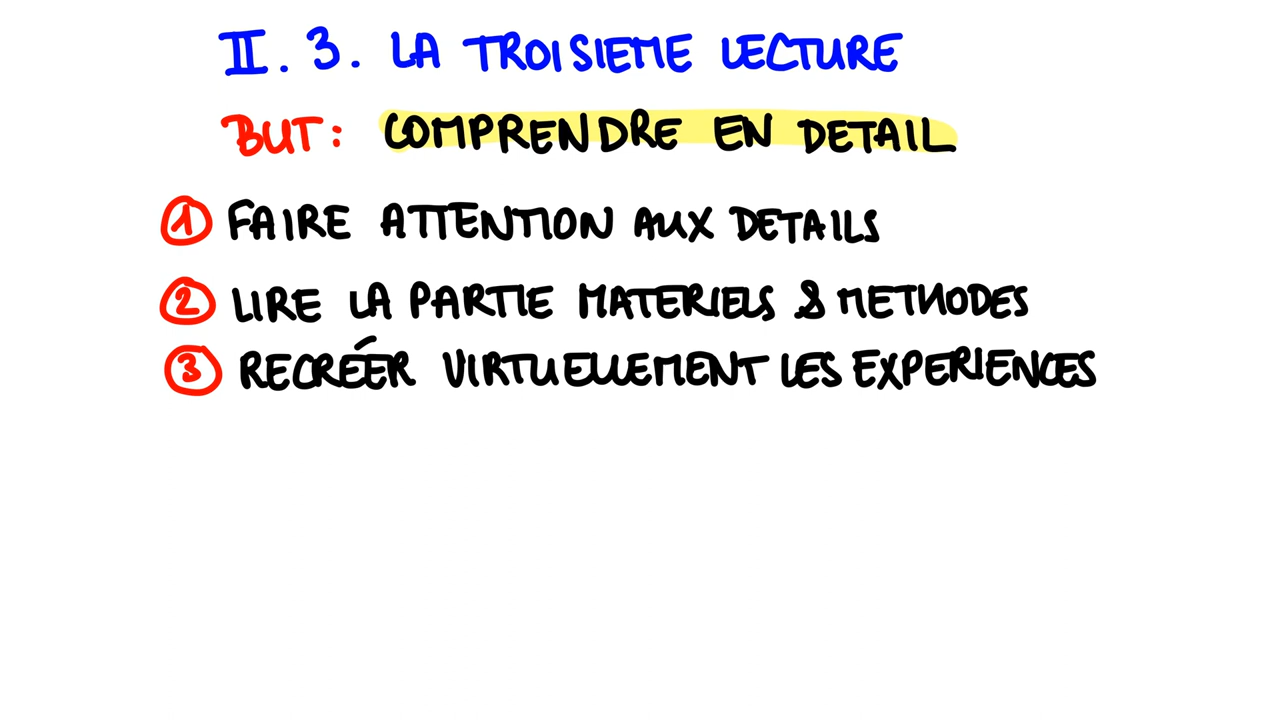 II. 3. LA TROISIEME LECTURE
BUT: COMPRENDRE EN DETAIL
1 FAIRE ATTENTION AUX DETAILS
2 LIRE LA PARTIE MATERIELS & METHODES
3 RECRÉER VIRTUELLEMENT LES EXPERIENCES